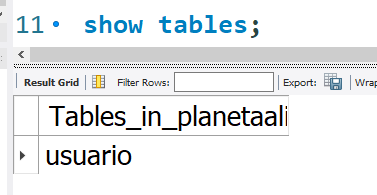 11 show tables;
Result Grid Filter Rows: Export: Wrap
Tables_in_planetaali
usuario